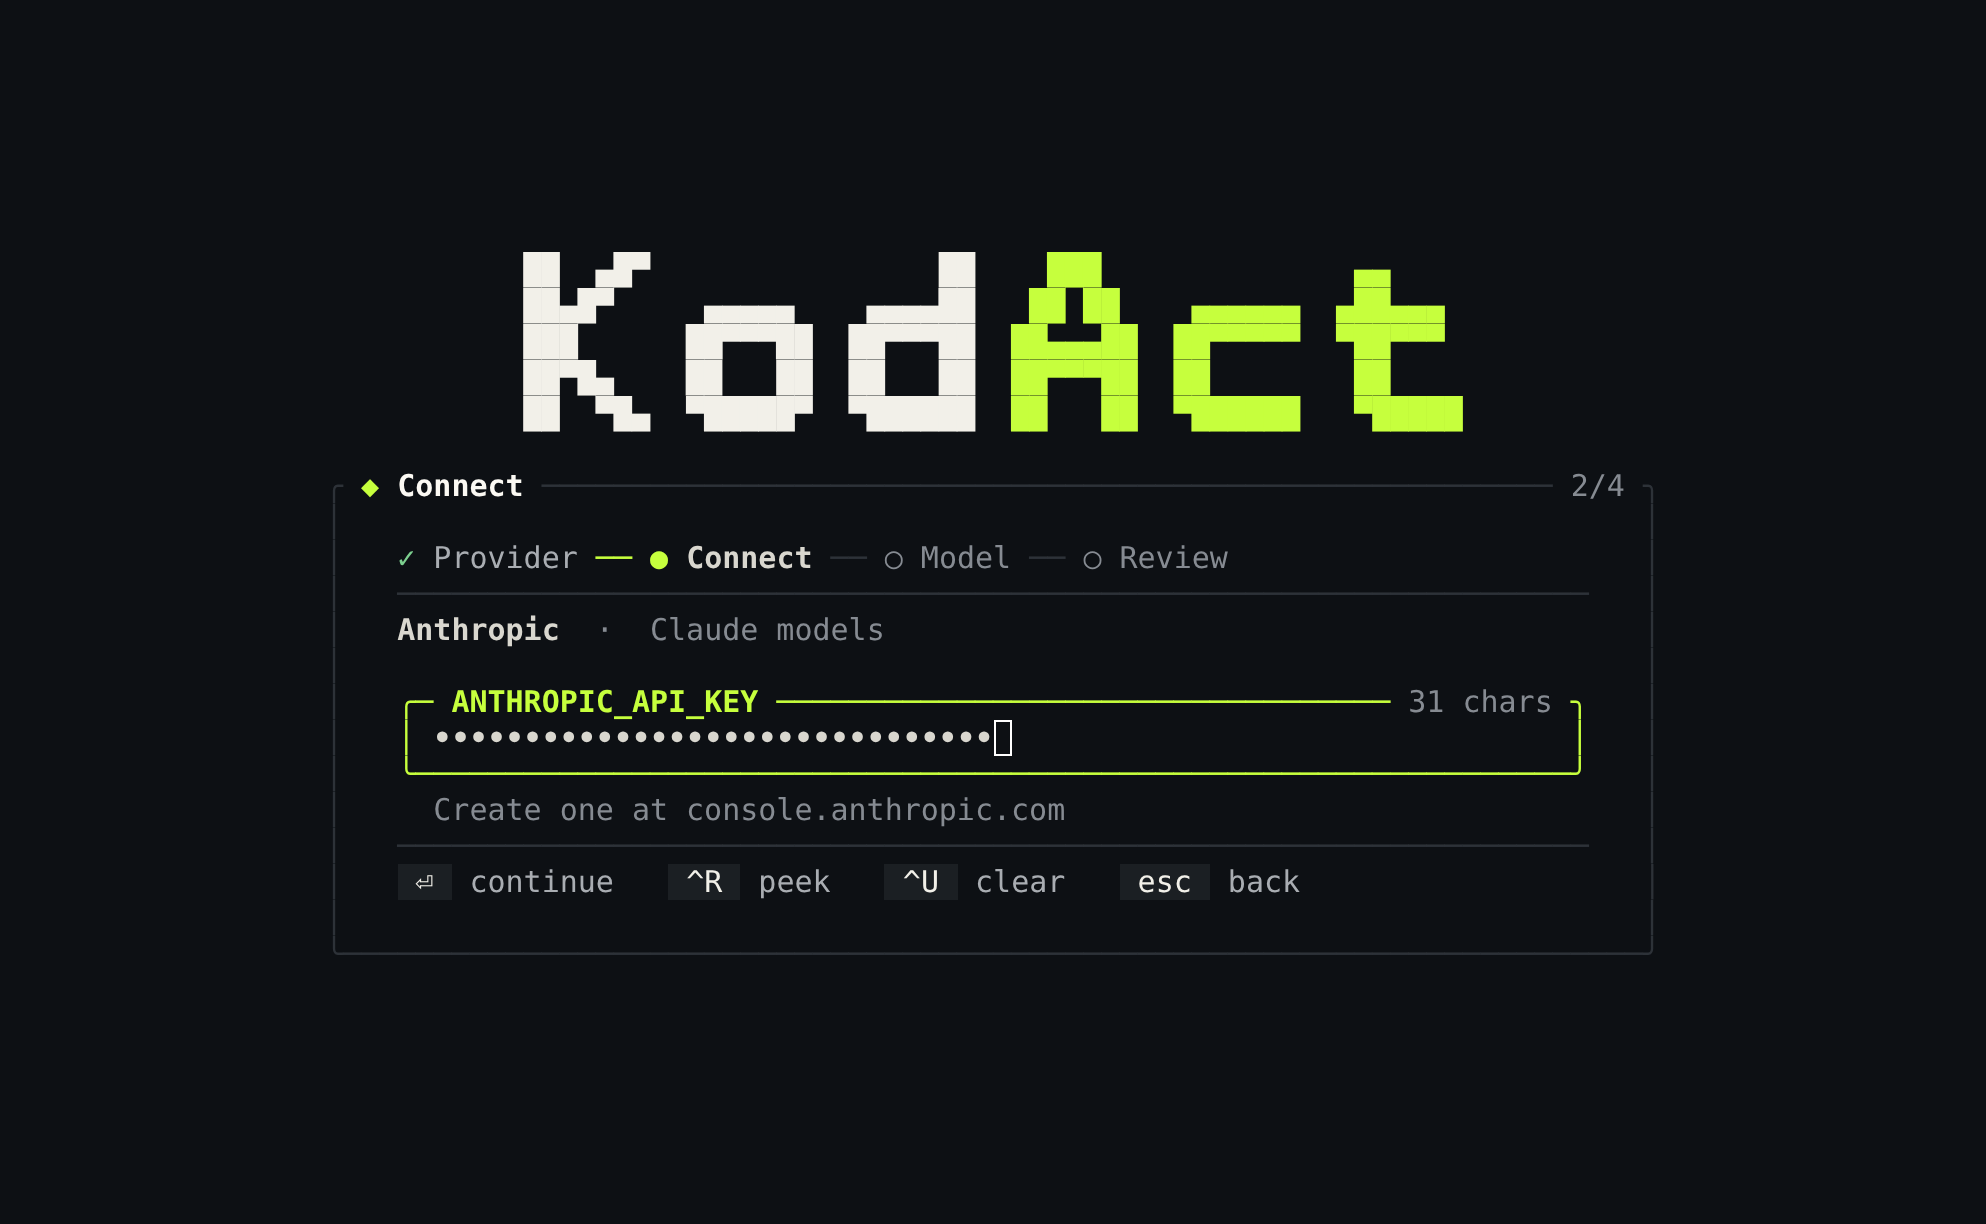 KodAct
◆ Connect 2/4
✓ Provider ── ● Connect ── ○ Model ── ○ Review
Anthropic · Claude models
ANTHROPIC_API_KEY 31 chars
•••••••••••••••••••••••••••••••
Create one at console.anthropic.com
⏎ continue ^R peek ^U clear esc back